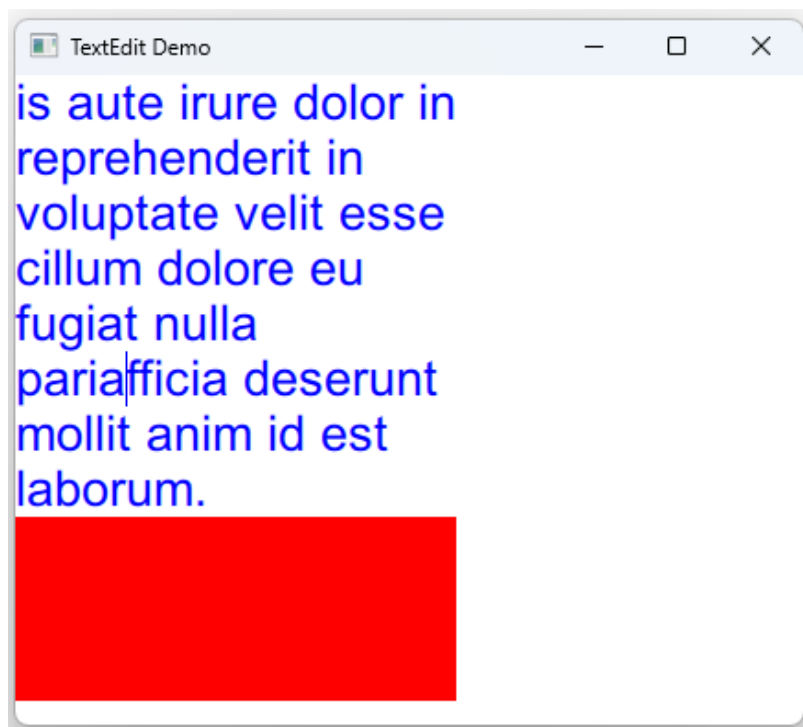 TextEdit Demo
is aute irure dolor in
reprehenderit in
voluptate velit esse
cillum dolore eu
fugiat nulla
pariafficia deserunt
mollit anim id est
laborum.